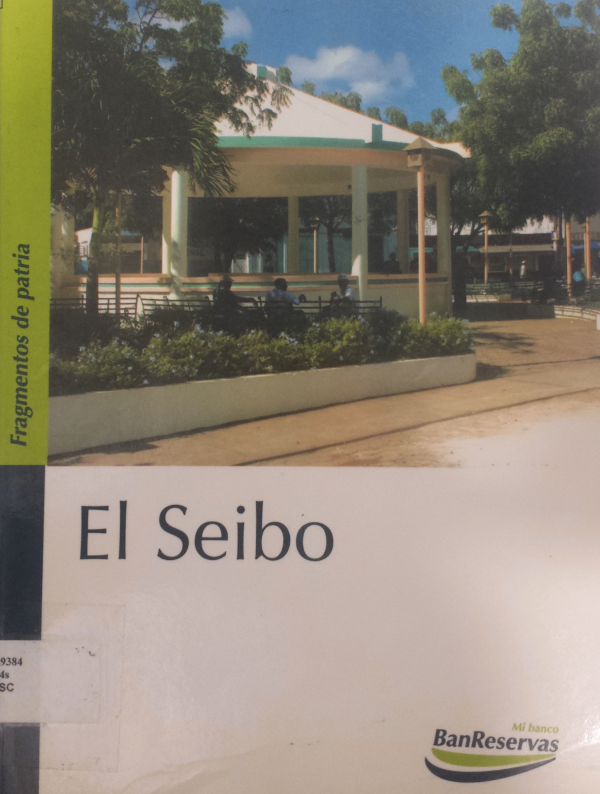 Fragmentos de patria
El Seibo
9384
4s
SC
Mi banco
BanReservas